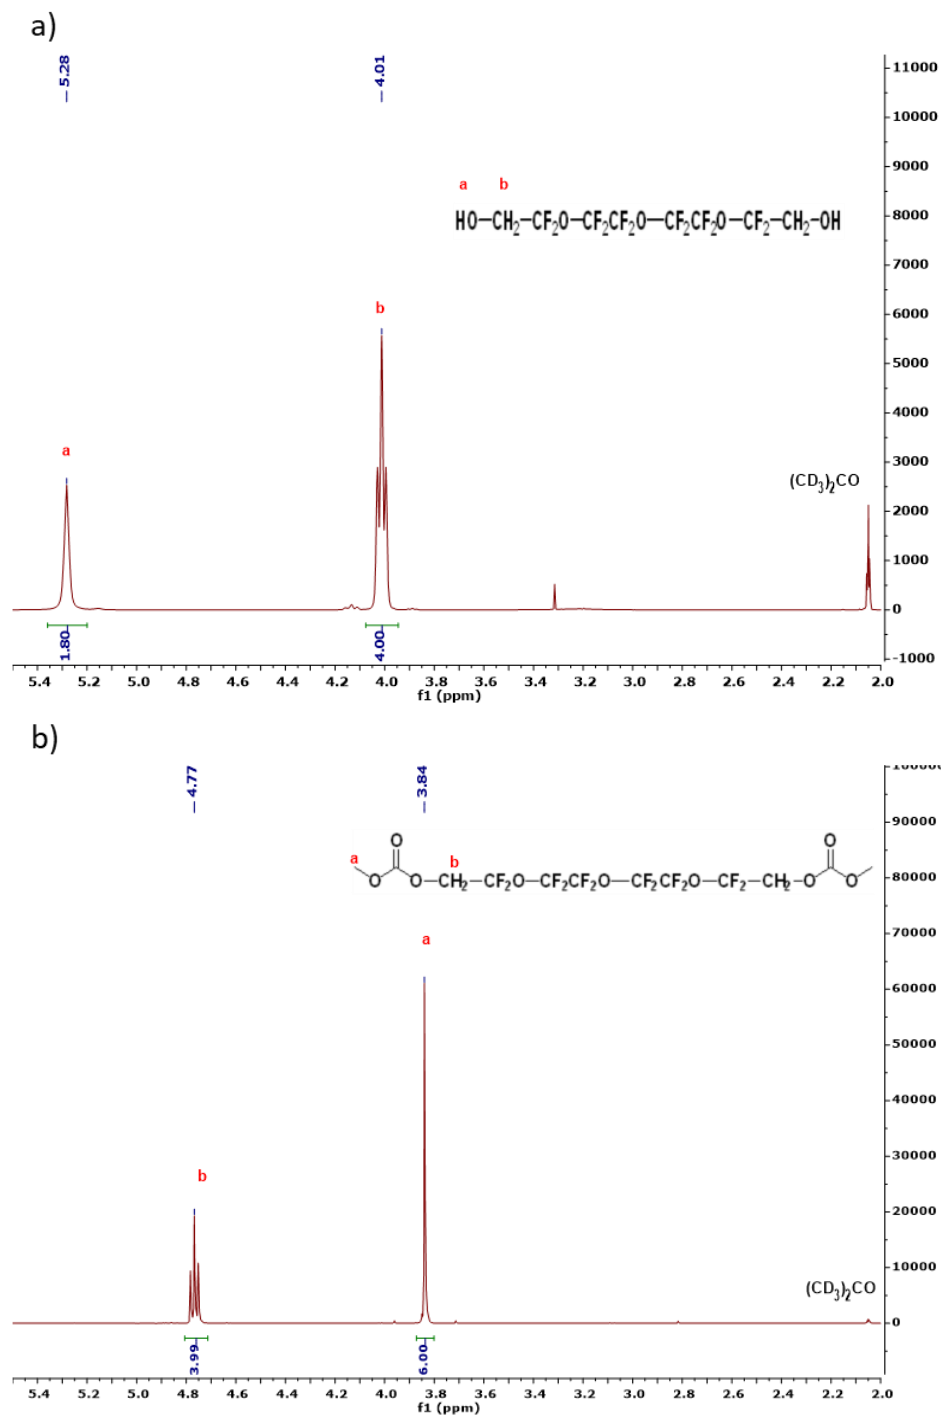 a)
5.28
4.01
a b
HO—CH₂—CF₂O—CF₂CF₂O—CF₂CF₂O—CF₂—CH₂—OH
b
a
(CD₃)₂CO
11000
10000
9000
8000
7000
6000
5000
4000
3000
2000
1000
0
-1000
1.80
4.00
5.4 5.2 5.0 4.8 4.6 4.4 4.2 4.0 3.8 3.6 3.4 3.2 3.0 2.8 2.6 2.4 2.2 2.0
f1 (ppm)
b)
4.77
3.84
O O
a b
O O—CH₂—CF₂O—CF₂CF₂O—CF₂CF₂O—CF₂—CH₂—O O
a
b
(CD₃)₂CO
90000
80000
70000
60000
50000
40000
30000
20000
10000
0
3.99
6.00
5.4 5.2 5.0 4.8 4.6 4.4 4.2 4.0 3.8 3.6 3.4 3.2 3.0 2.8 2.6 2.4 2.2 2.0
f1 (ppm)